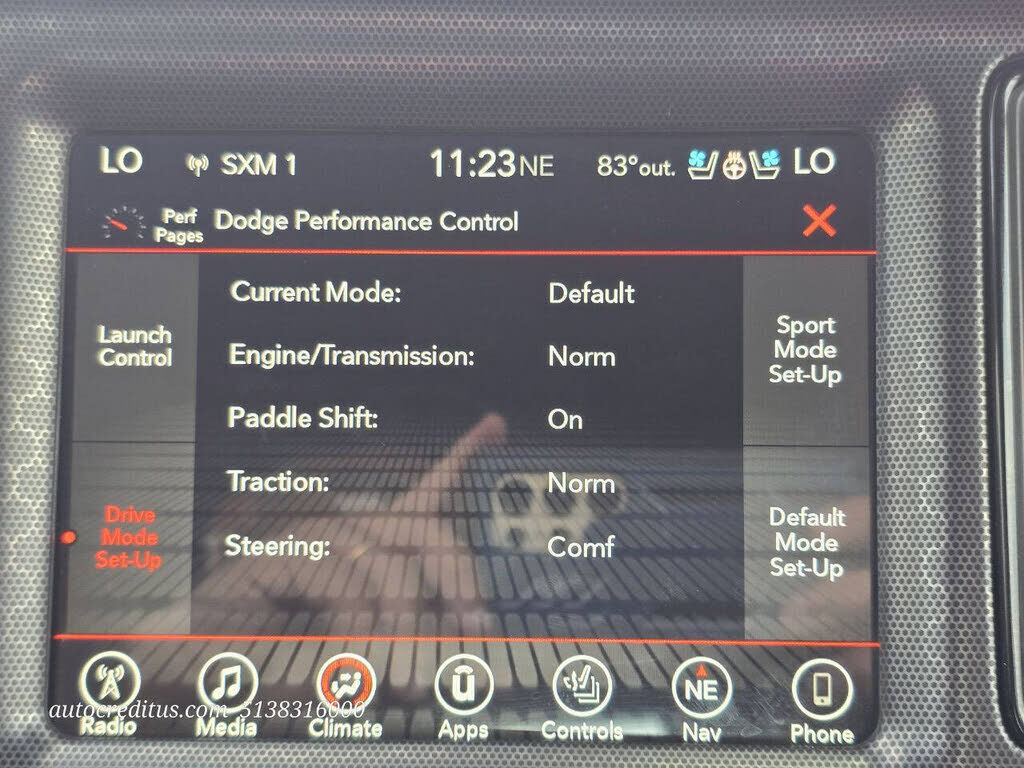 LO SXM 1 11:23 NE 83°out. LO
Perf Pages Dodge Performance Control
Launch Control
Current Mode: Default
Engine/Transmission: Norm
Paddle Shift: On
Traction: Norm
Steering: Comf
Sport Mode Set-Up
Drive Mode Set-Up
Default Mode Set-Up
NE
autocreditus.com 5138316000
Radio Media Climate Apps Controls Nav Phone